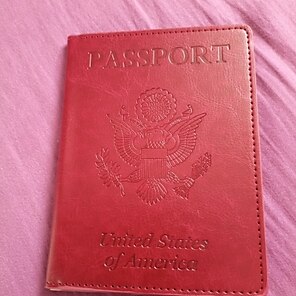 PASSPORT
United States
of America